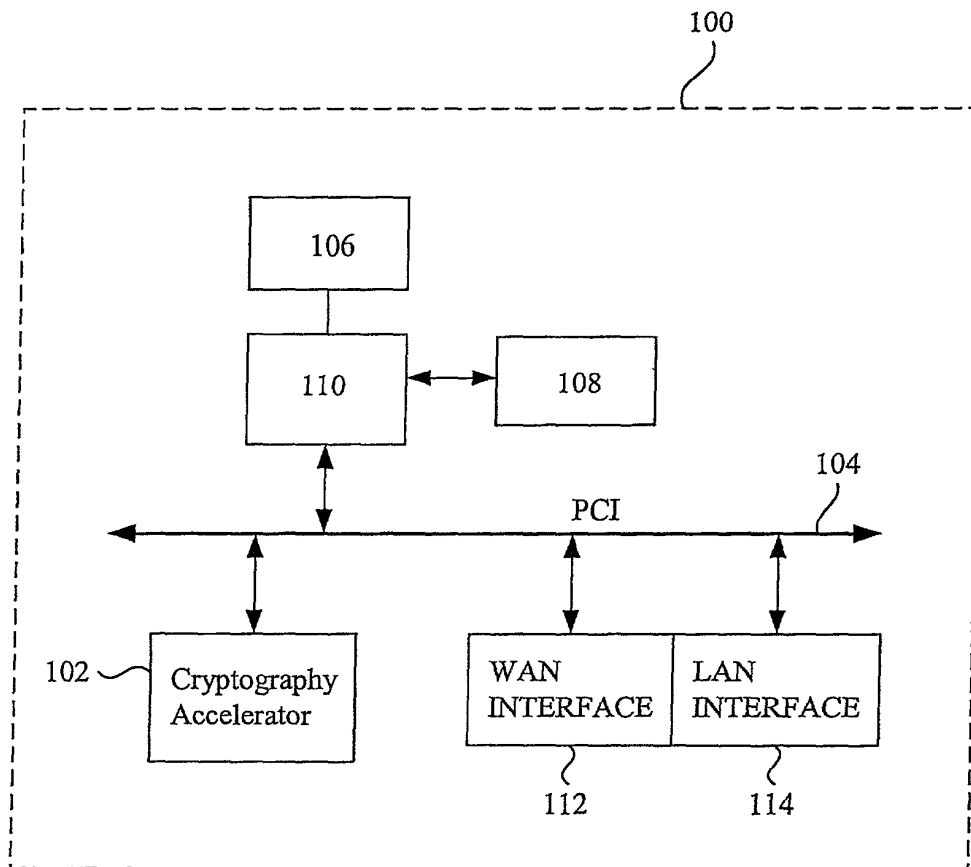 100
106
110
108
104
PCI
102
Cryptography
Accelerator
WAN
INTERFACE
LAN
INTERFACE
112
114